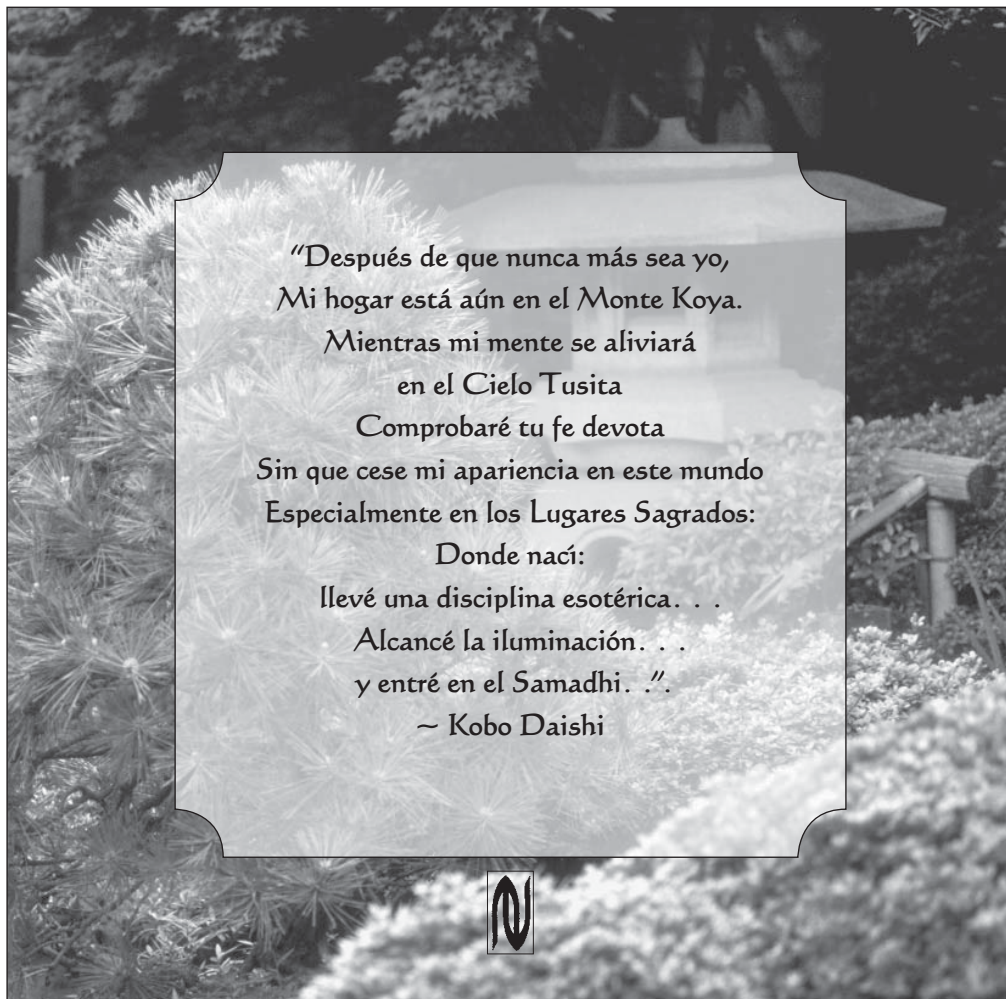 “Después de que nunca más sea yo,
Mi hogar está aún en el Monte Koya.
Mientras mi mente se aliviará
en el Cielo Tusita
Comprobaré tu fe devota
Sin que cese mi apariencia en este mundo
Especialmente en los Lugares Sagrados:
Donde nací:
llevé una disciplina esotérica. . .
Alcancé la iluminación. . .
y entré en el Samadhi. .”.
~ Kobo Daishi